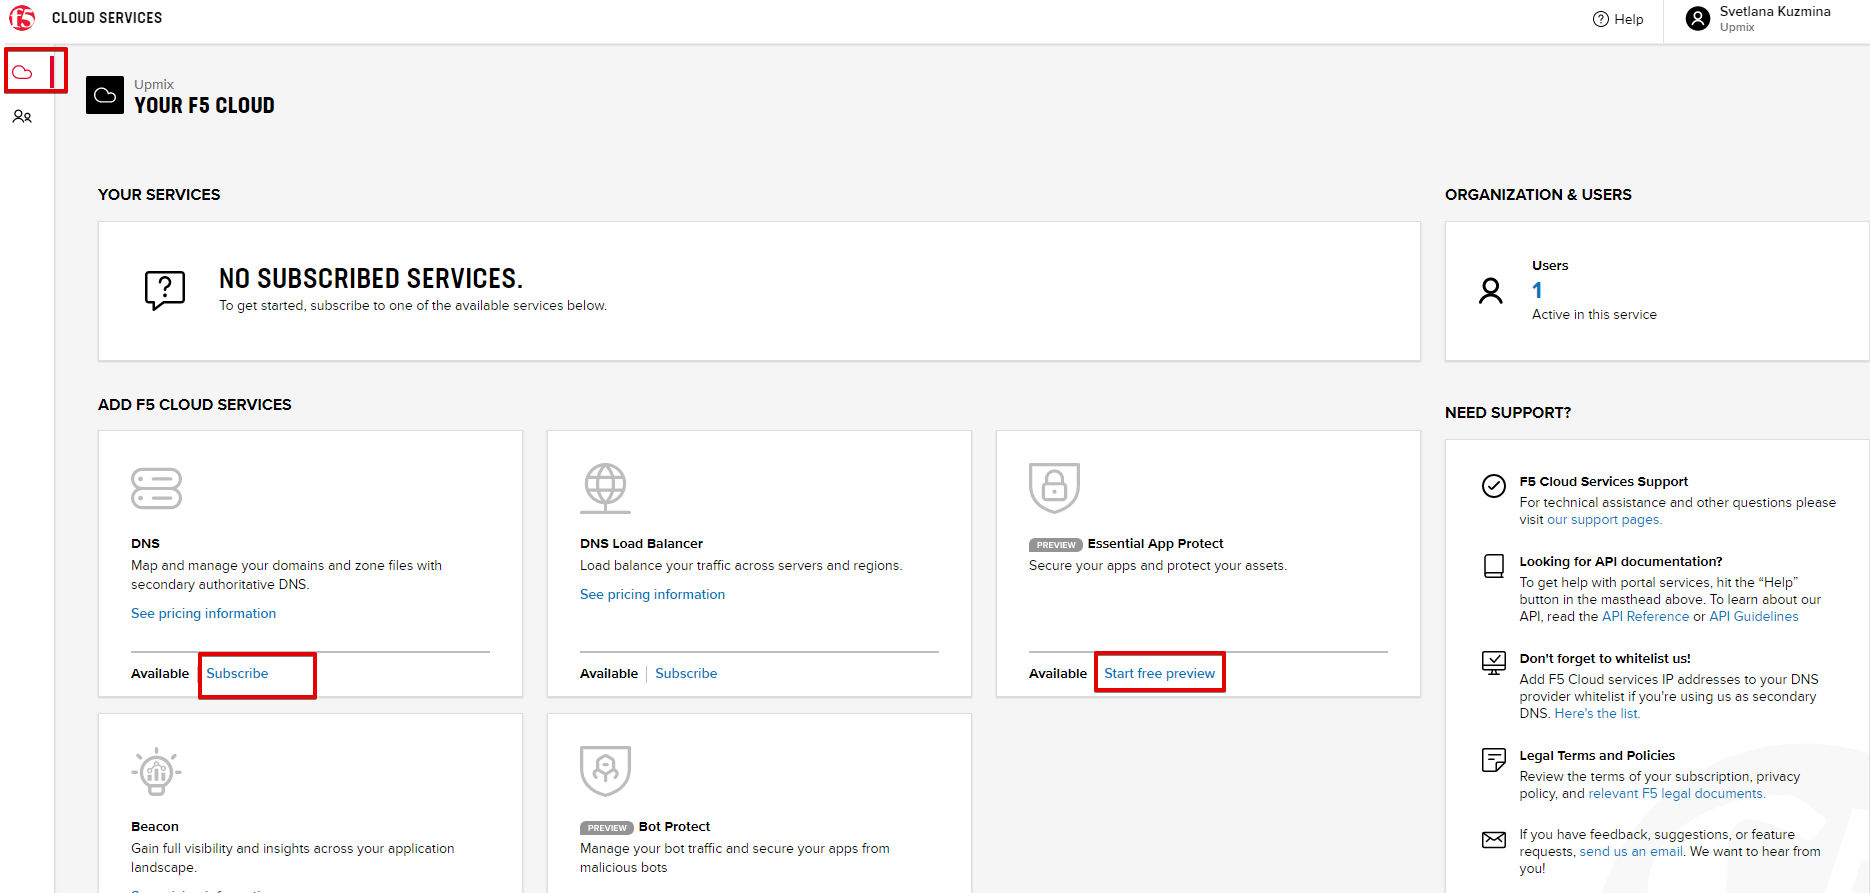 f5 CLOUD SERVICES
? Help
Svetlana Kuzmina
Upmix
Upmix
YOUR F5 CLOUD
YOUR SERVICES
?
NO SUBSCRIBED SERVICES.
To get started, subscribe to one of the available services below.
ORGANIZATION & USERS
Users
1
Active in this service
ADD F5 CLOUD SERVICES
DNS
Map and manage your domains and zone files with
secondary authoritative DNS.
See pricing information
Available Subscribe
DNS Load Balancer
Load balance your traffic across servers and regions.
See pricing information
Available Subscribe
PREVIEW Essential App Protect
Secure your apps and protect your assets.
Available Start free preview
Beacon
Gain full visibility and insights across your application
landscape.
PREVIEW Bot Protect
Manage your bot traffic and secure your apps from
malicious bots
NEED SUPPORT?
F5 Cloud Services Support
For technical assistance and other questions please
visit our support pages.
Looking for API documentation?
To get help with portal services, hit the “Help”
button in the masthead above. To learn about our
API, read the API Reference or API Guidelines
Don't forget to whitelist us!
Add F5 Cloud services IP addresses to your DNS
provider whitelist if you're using us as secondary
DNS. Here's the list.
Legal Terms and Policies
Review the terms of your subscription, privacy
policy, and relevant F5 legal documents.
If you have feedback, suggestions, or feature
requests, send us an email. We want to hear from
you!